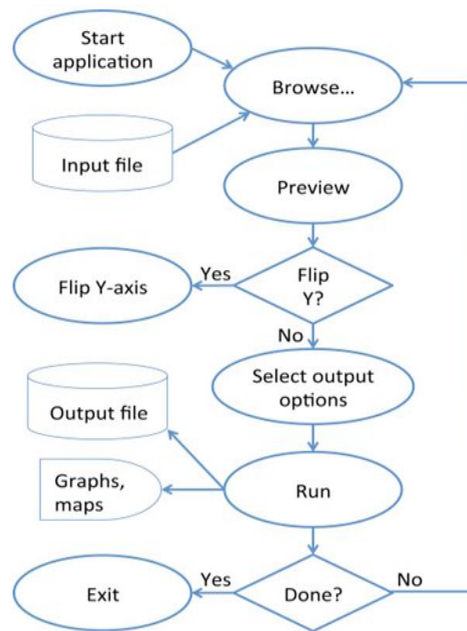 Start
application
Browse...
Input file
Preview
Flip Y-axis
Yes
Flip
Y?
No
Select output
options
Output file
Graphs,
maps
Run
Exit
Yes
Done?
No